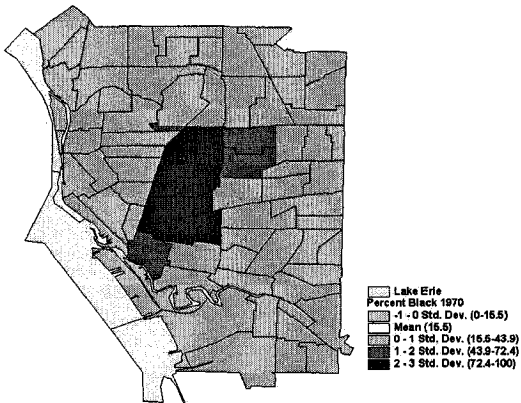 Lake Erie
Percent Black 1970
-1 - 0 Std. Dev. (0-15.5)
Mean (15.5)
0 - 1 Std. Dev. (15.5-43.9)
1 - 2 Std. Dev. (43.9-72.4)
2 - 3 Std. Dev. (72.4-100)